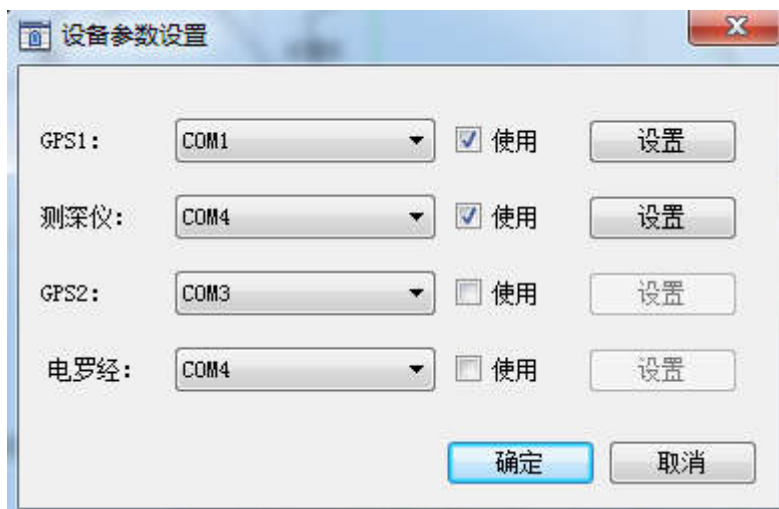 设备参数设置
GPS1: COM1 使用 设置
测深仪: COM4 使用 设置
GPS2: COM3 使用 设置
电罗经: COM4 使用 设置
确定 取消